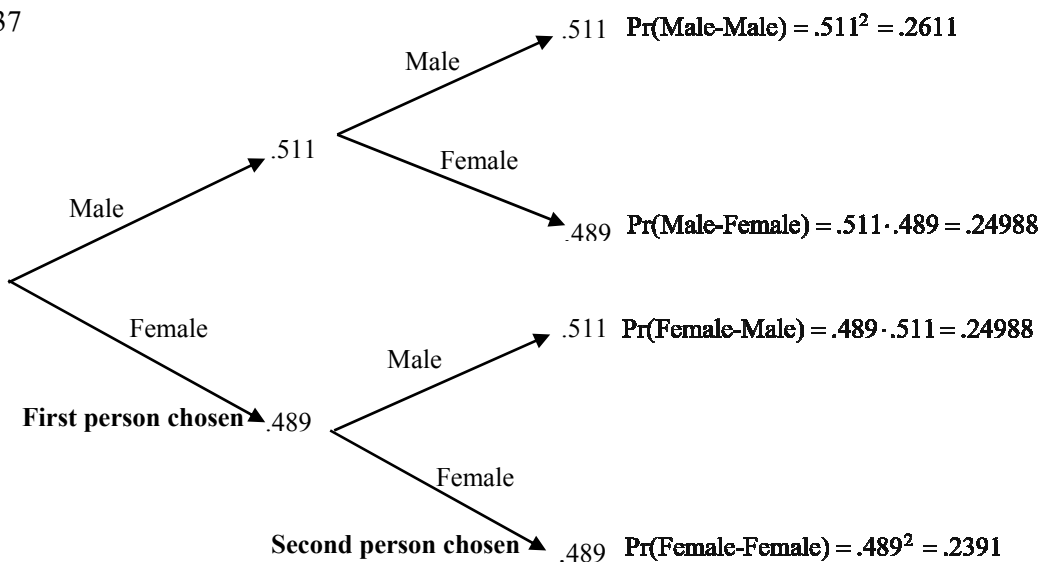 37
.511 Pr(Male-Male) = .511² = .2611
Male
.511
Female
Male
.489 Pr(Male-Female) = .511·.489 = .24988
Female
.511 Pr(Female-Male) = .489·.511 = .24988
Male
First person chosen .489
Female
Second person chosen .489 Pr(Female-Female) = .489² = .2391